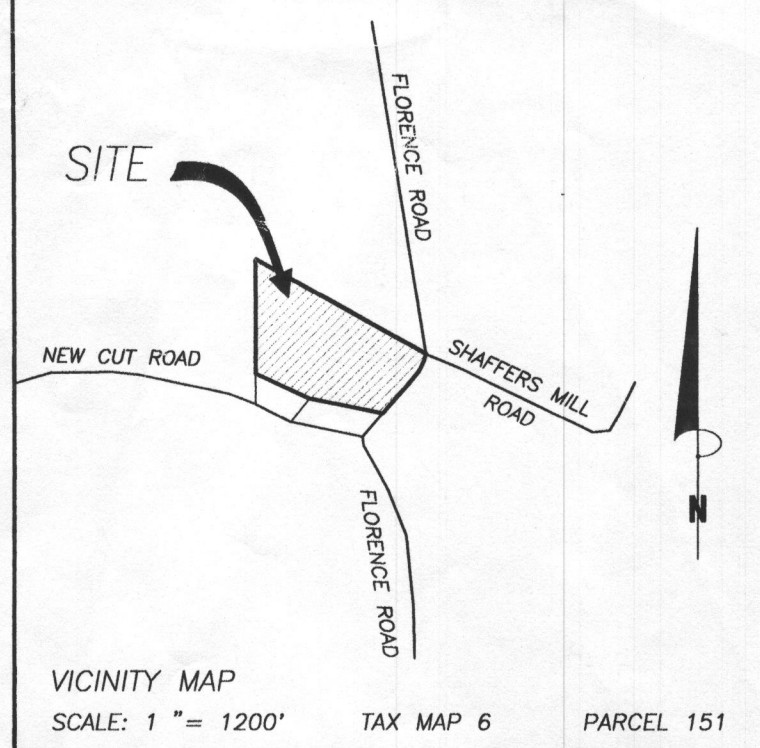 FLORENCE ROAD
SITE
NEW CUT ROAD
SHAFFERS MILL
ROAD
N
FLORENCE ROAD
VICINITY MAP
SCALE: 1 "= 1200' TAX MAP 6 PARCEL 151